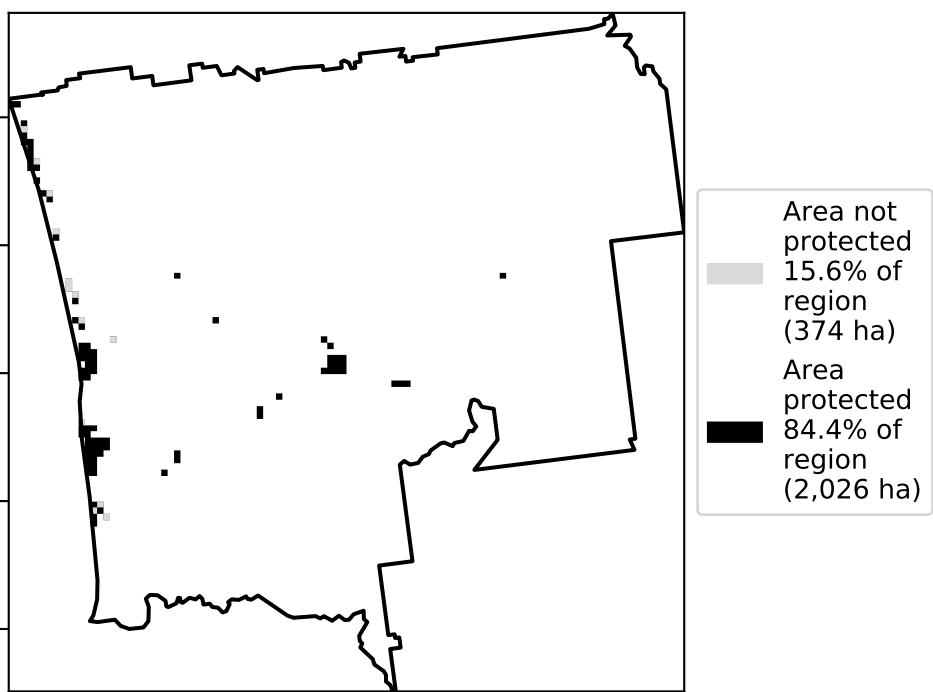 Area not
protected
15.6% of
region
(374 ha)
Area
protected
84.4% of
region
(2,026 ha)